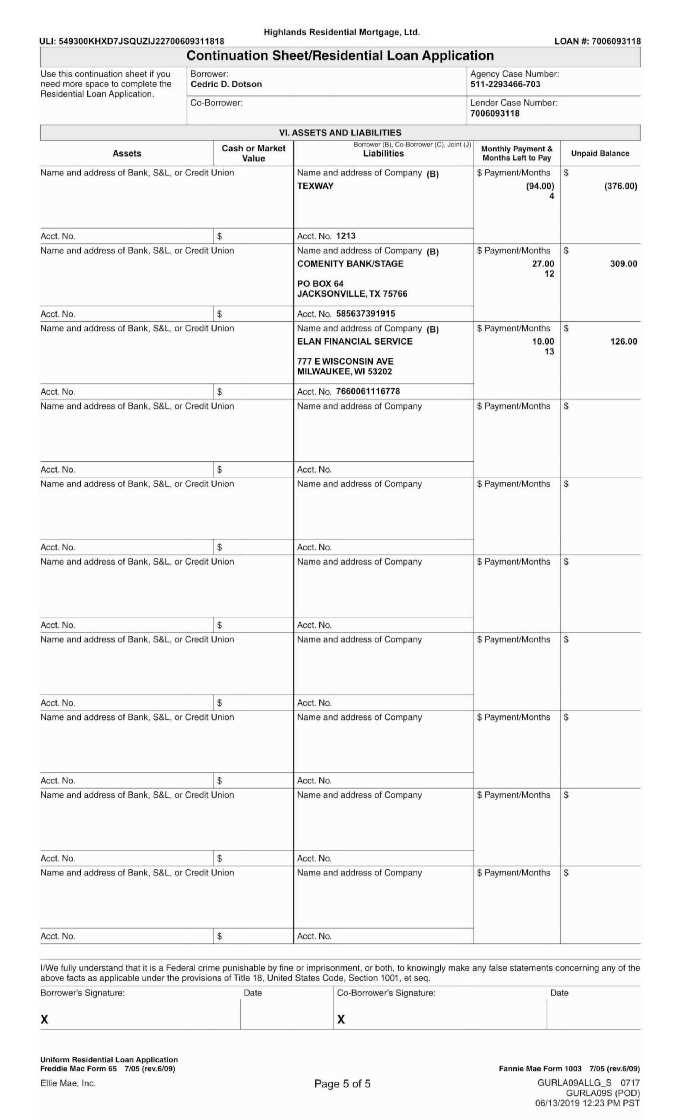 Highlands Residential Mortgage, Ltd.
ULI: 549300KHXD7JSQUZIJ22700609311818 LOAN #: 7006093118
Continuation Sheet/Residential Loan Application
Use this continuation sheet if you need more space to complete the Residential Loan Application.
Borrower:
Cedric D. Dotson
Agency Case Number:
511-2293466-703
Co-Borrower:
Lender Case Number:
7006093118
VI. ASSETS AND LIABILITIES
Assets
Cash or Market Value
Borrower (B), Co-Borrower (C), Joint (J)
Liabilities
Monthly Payment & Months Left to Pay
Unpaid Balance
Name and address of Bank, S&L, or Credit Union Name and address of Company (B) $ Payment/Months $
TEXWAY (94.00) (376.00)
4
Acct. No. $ Acct. No. 1213
Name and address of Bank, S&L, or Credit Union Name and address of Company (B) $ Payment/Months $
COMENITY BANK/STAGE 27.00 309.00
12
PO BOX 64
JACKSONVILLE, TX 75766
Acct. No. $ Acct. No. 585637391915
Name and address of Bank, S&L, or Credit Union Name and address of Company (B) $ Payment/Months $
ELAN FINANCIAL SERVICE 10.00 126.00
13
777 E WISCONSIN AVE
MILWAUKEE, WI 53202
Acct. No. $ Acct. No. 7660061116778
Name and address of Bank, S&L, or Credit Union Name and address of Company $ Payment/Months $
Acct. No. $ Acct. No.
Name and address of Bank, S&L, or Credit Union Name and address of Company $ Payment/Months $
Acct. No. $ Acct. No.
Name and address of Bank, S&L, or Credit Union Name and address of Company $ Payment/Months $
Acct. No. $ Acct. No.
Name and address of Bank, S&L, or Credit Union Name and address of Company $ Payment/Months $
Acct. No. $ Acct. No.
Name and address of Bank, S&L, or Credit Union Name and address of Company $ Payment/Months $
Acct. No. $ Acct. No.
Name and address of Bank, S&L, or Credit Union Name and address of Company $ Payment/Months $
Acct. No. $ Acct. No.
Name and address of Bank, S&L, or Credit Union Name and address of Company $ Payment/Months $
Acct. No. $ Acct. No.
I/We fully understand that it is a Federal crime punishable by fine or imprisonment, or both, to knowingly make any false statements concerning any of the
above facts as applicable under the provisions of Title 18, United States Code, Section 1001, et seq.
Borrower's Signature: Date Co-Borrower's Signature: Date
X X
Uniform Residential Loan Application
Freddie Mac Form 65 7/05 (rev.6/09) Fannie Mae Form 1003 7/05 (rev.6/09)
Ellie Mae, Inc. Page 5 of 5 GURLA09ALLG_S 0717
GURLA09S (POD)
06/13/2019 12:23 PM PST